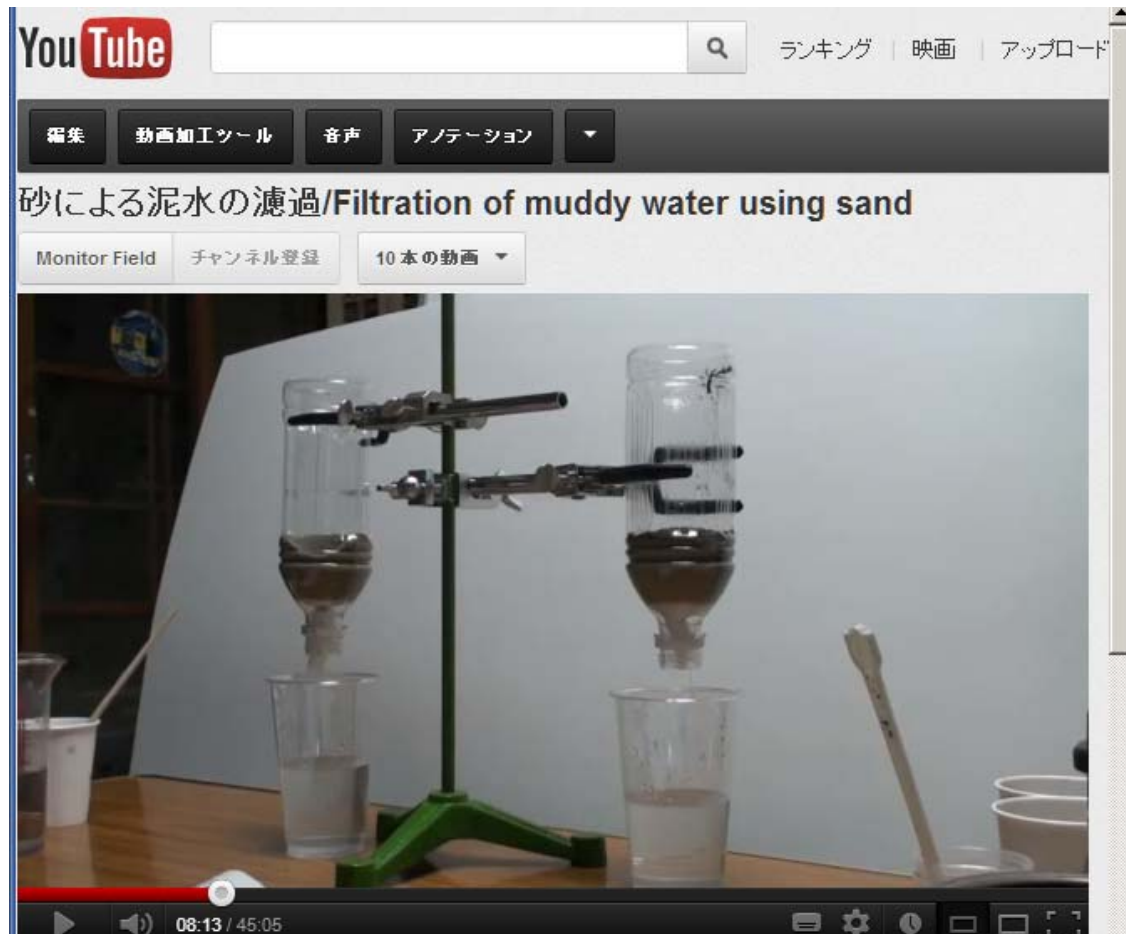 YouTube
ランキング | 映画 | アップロード
編集 動画加工ツール 音声 アノテーション
砂による泥水の濾過/Filtration of muddy water using sand
Monitor Field チャンネル登録 10 本の動画
08:13 / 45:05